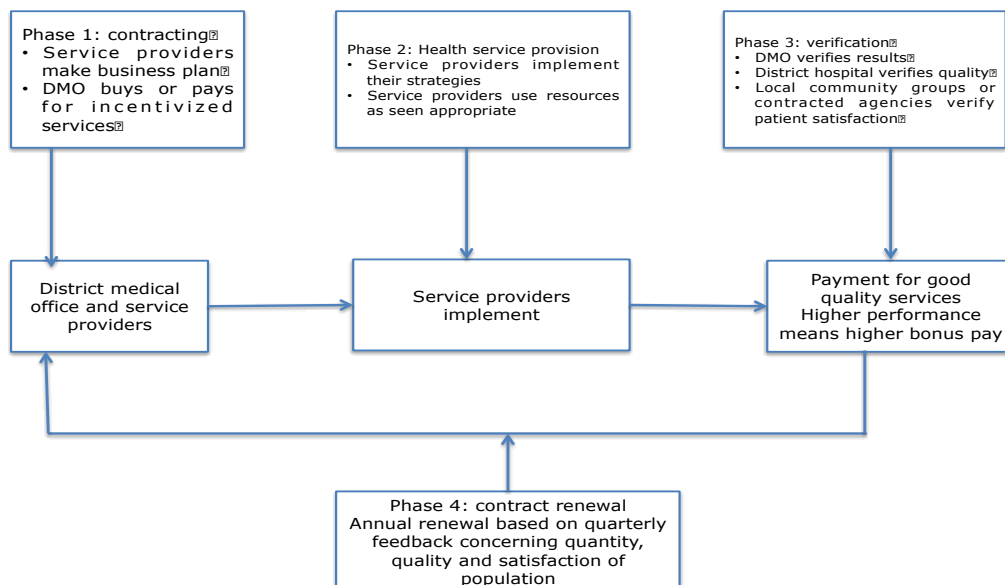 Phase 1: contracting
• Service providers
make business plan
• DMO buys or pays
for incentivized
services
Phase 2: Health service provision
• Service providers implement
their strategies
• Service providers use resources
as seen appropriate
Phase 3: verification
• DMO verifies results
• District hospital verifies quality
• Local community groups or
contracted agencies verify
patient satisfaction
District medical
office and service
providers
Service providers
implement
Payment for good
quality services
Higher performance
means higher bonus pay
Phase 4: contract renewal
Annual renewal based on quarterly
feedback concerning quantity,
quality and satisfaction of
population